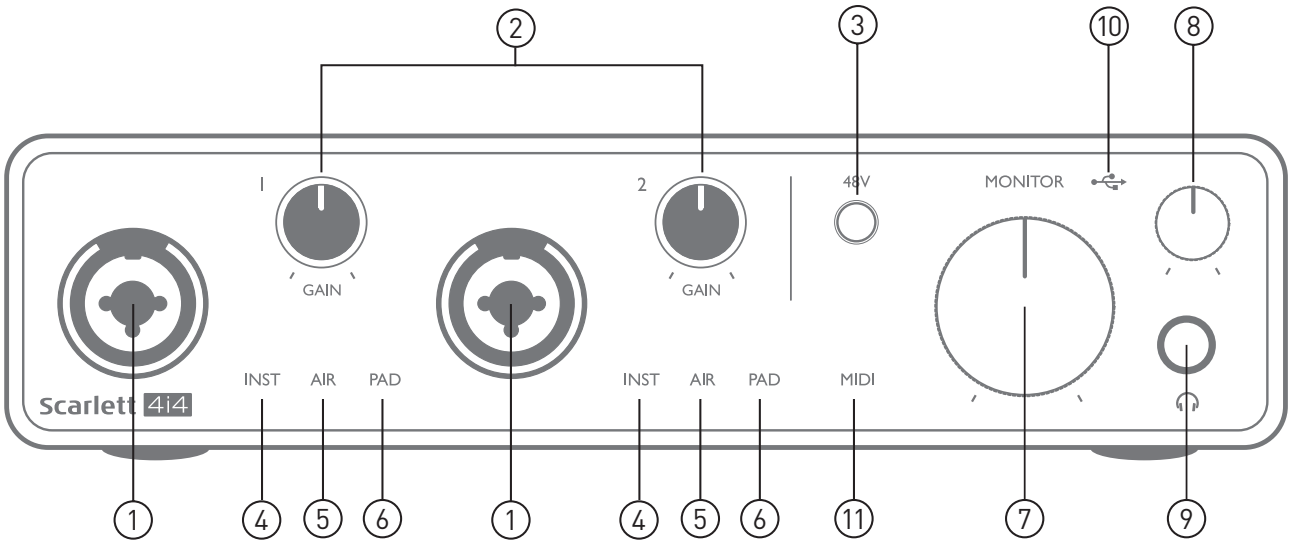 2 3 10 8
1 2 48V MONITOR
GAIN GAIN
INST AIR PAD INST AIR PAD MIDI
Scarlett 4i4
1 4 5 6 1 4 5 6 11 7 9